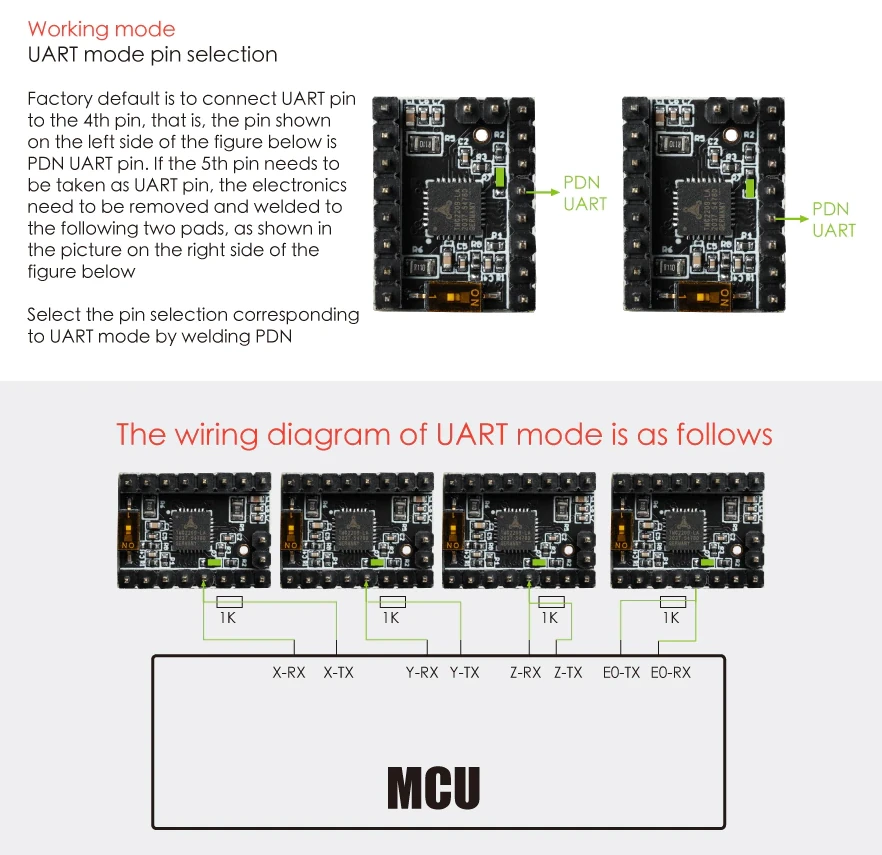 Working mode
UART mode pin selection
Factory default is to connect UART pin
to the 4th pin, that is, the pin shown
on the left side of the figure below is
PDN UART pin. If the 5th pin needs to
be taken as UART pin, the electronics
need to be removed and welded to
the following two pads, as shown in
the picture on the right side of the
figure below
Select the pin selection corresponding
to UART mode by welding PDN
PDN
UART
PDN
UART
The wiring diagram of UART mode is as follows
1K
1K
1K
1K
X-RX X-TX Y-RX Y-TX Z-RX Z-TX E0-TX E0-RX
MCU